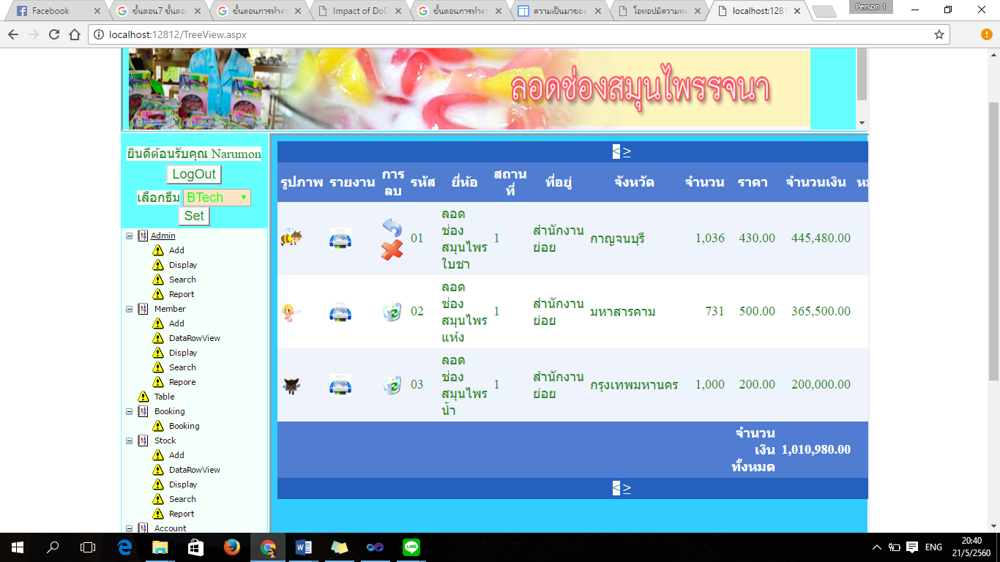 Person 1
Facebook
ขั้นตอน7 ขั้นตอ
ขั้นตอนการทำงา
Impact of DoD
ขั้นตอนการทำงา
ความเป็นมาของ
โอทอปมีความหม
localhost:1281
localhost:12812/TreeView.aspx
ลอดช่องสมุนไพรรจนา
ยินดีต้อนรับคุณ Narumon
LogOut
เลือกธีม BTech
Set
Admin
Add
Display
Search
Report
Member
Add
DataRowView
Display
Search
Repore
Table
Booking
Booking
Stock
Add
DataRowView
Display
Search
Report
Account
< >
รูปภาพ รายงาน การลบ รหัส ยี่ห้อ สถานที่ ที่อยู่ จังหวัด จำนวน ราคา จำนวนเงิน
01 ลอดช่องสมุนไพรใบชา 1 สำนักงานย่อย กาญจนบุรี 1,036 430.00 445,480.00
02 ลอดช่องสมุนไพรแห้ง 1 สำนักงานย่อย มหาสารคาม 731 500.00 365,500.00
03 ลอดช่องสมุนไพรน้ำ 1 สำนักงานย่อย กรุงเทพมหานคร 1,000 200.00 200,000.00
จำนวนเงินทั้งหมด 1,010,980.00
< >
ENG
20:40
21/5/2560